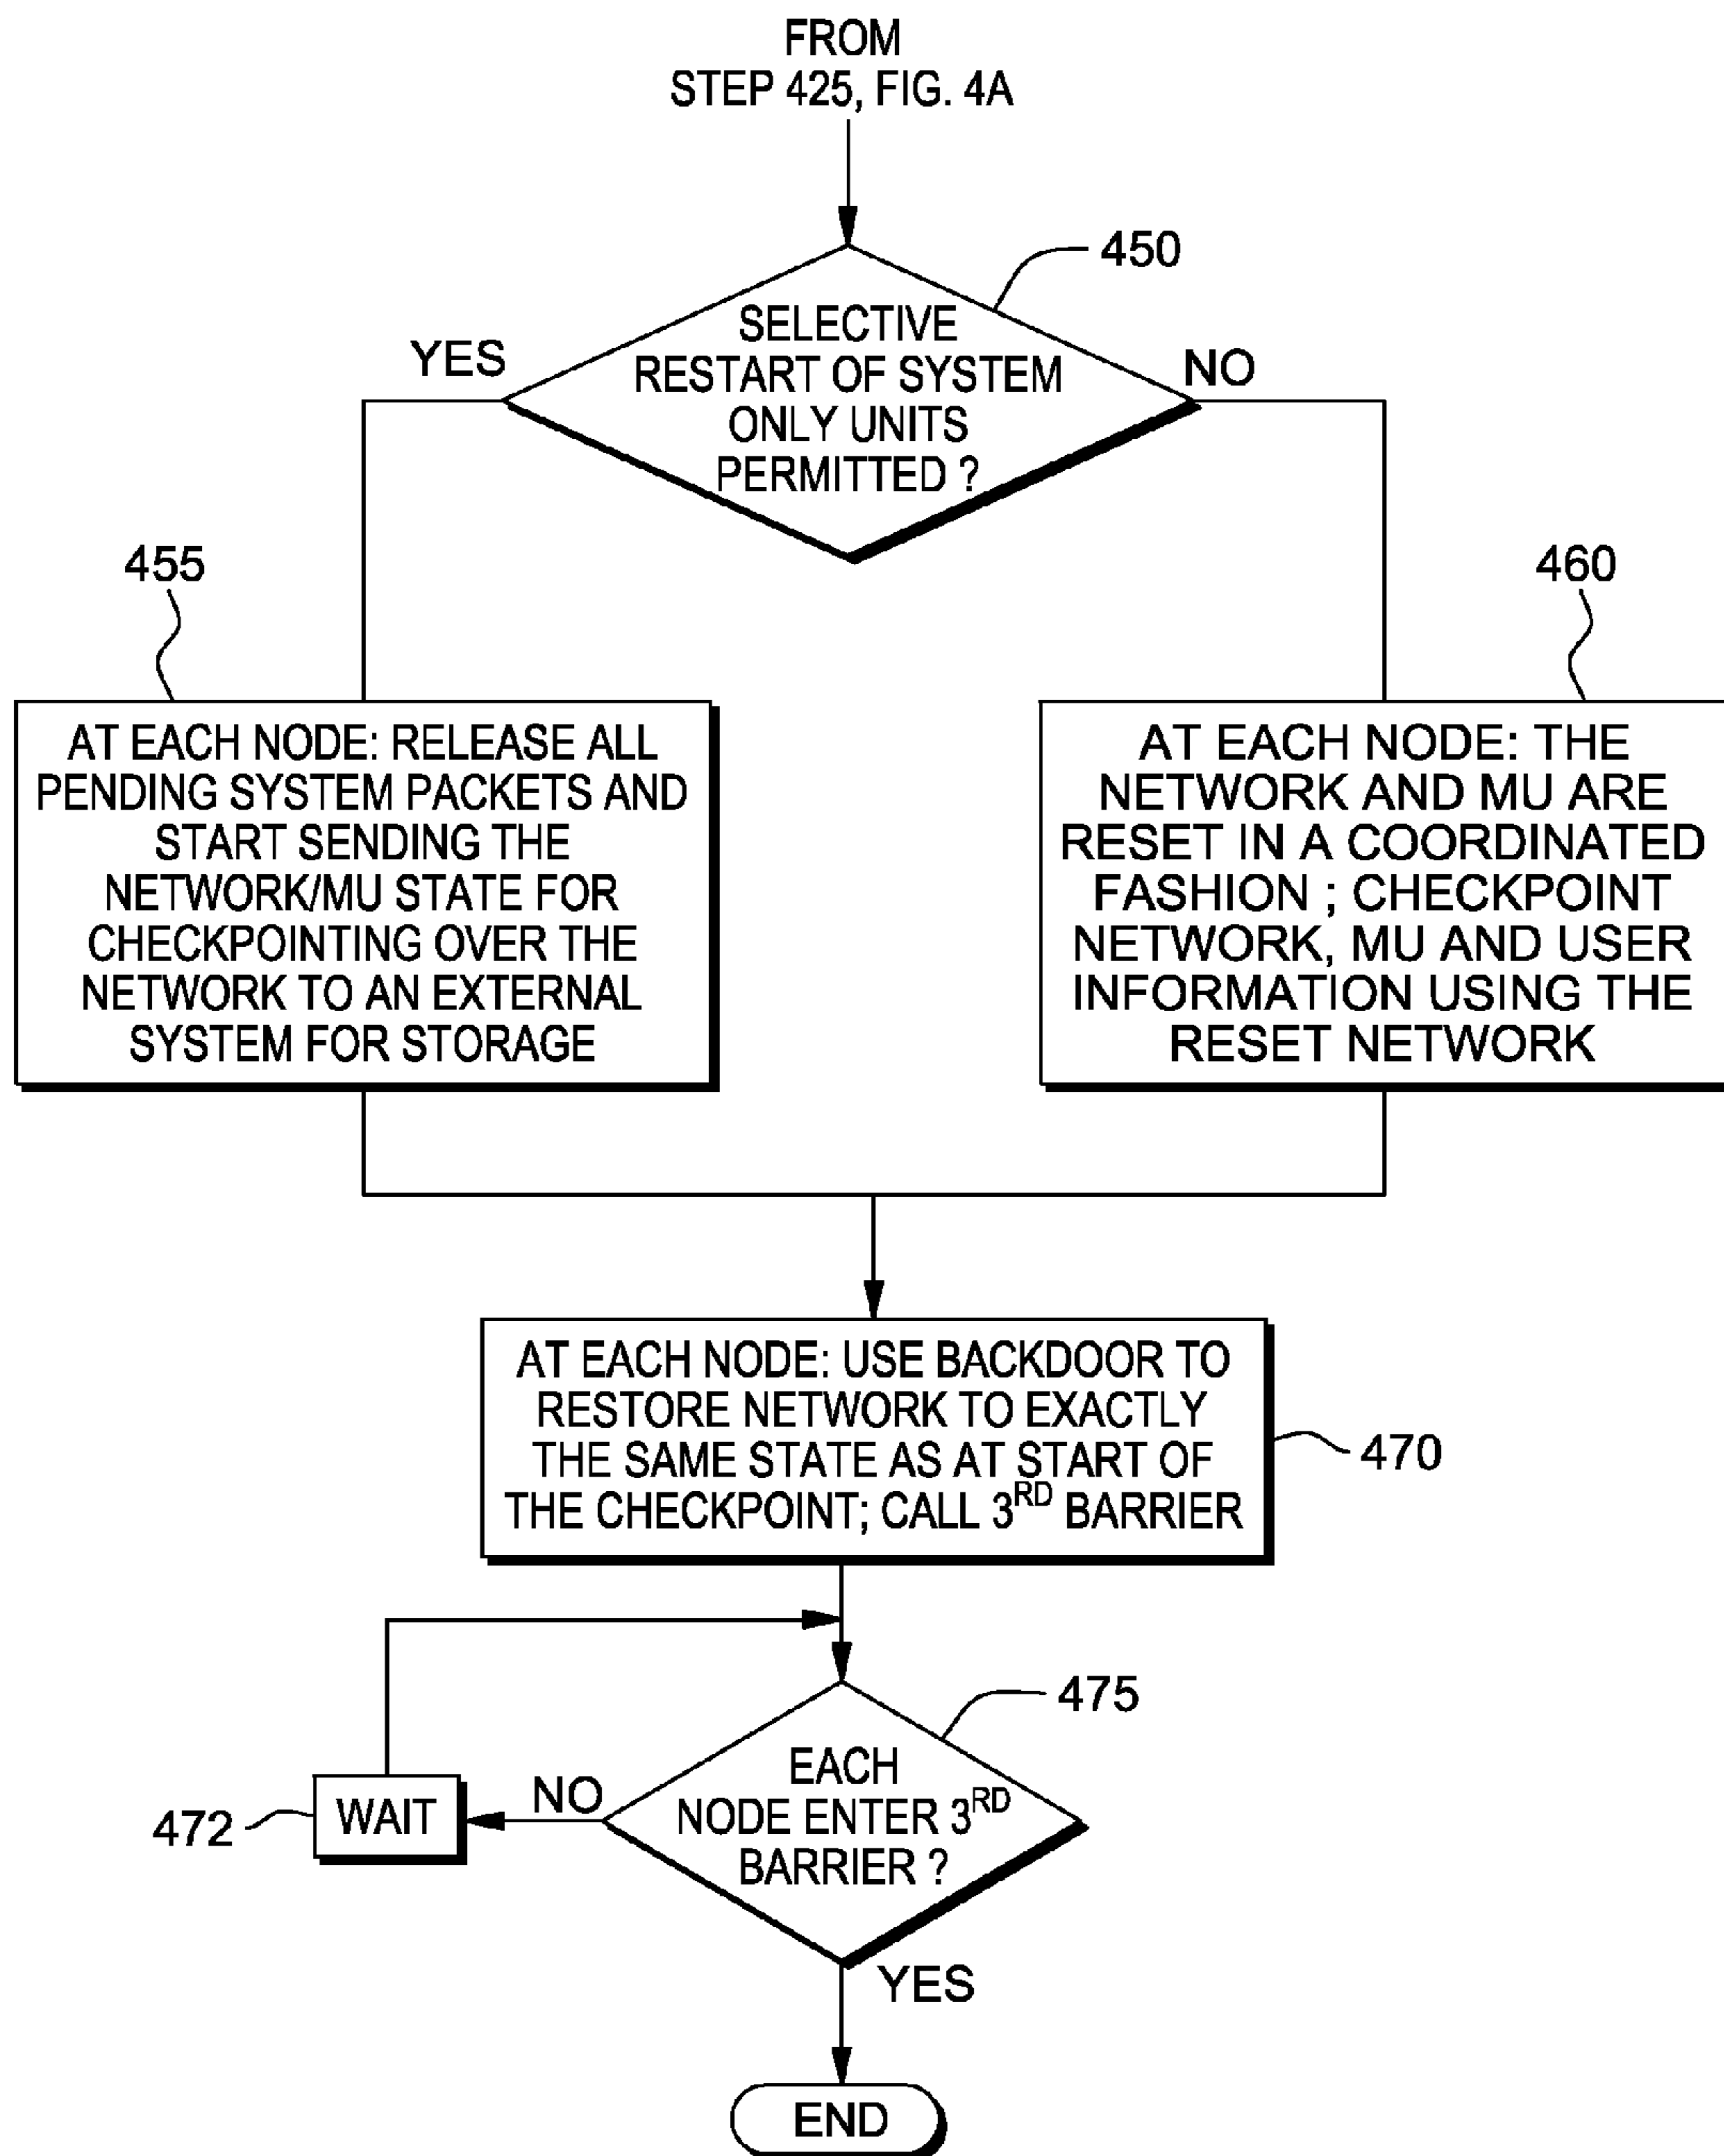 FROM
STEP 425, FIG. 4A
450
SELECTIVE
RESTART OF SYSTEM
ONLY UNITS
PERMITTED ?
YES
NO
455
460
AT EACH NODE: RELEASE ALL
PENDING SYSTEM PACKETS AND
START SENDING THE
NETWORK/MU STATE FOR
CHECKPOINTING OVER THE
NETWORK TO AN EXTERNAL
SYSTEM FOR STORAGE
AT EACH NODE: THE
NETWORK AND MU ARE
RESET IN A COORDINATED
FASHION ; CHECKPOINT
NETWORK, MU AND USER
INFORMATION USING THE
RESET NETWORK
AT EACH NODE: USE BACKDOOR TO
RESTORE NETWORK TO EXACTLY
THE SAME STATE AS AT START OF
THE CHECKPOINT; CALL 3RD BARRIER
470
475
EACH
NODE ENTER 3RD
BARRIER ?
NO
WAIT
472
YES
END